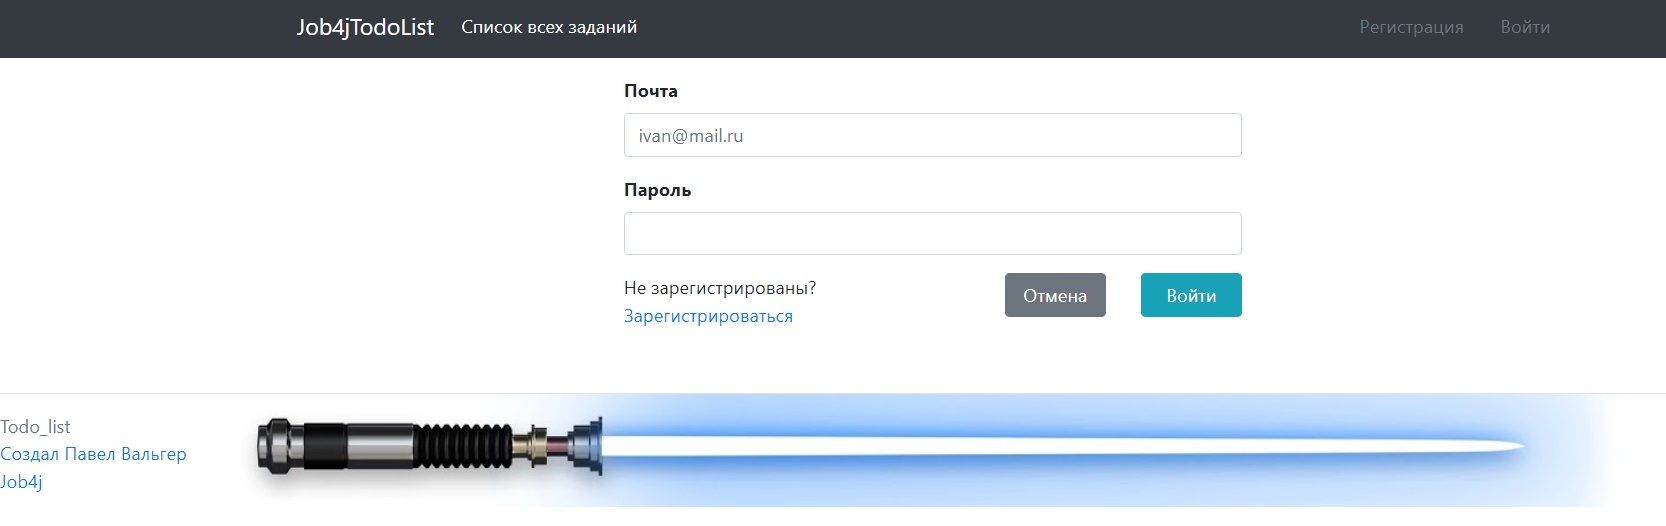 Job4jTodoList Список всех заданий Регистрация Войти
Почта
ivan@mail.ru
Пароль
Не зарегистрированы?
Зарегистрироваться
Отмена Войти
Todo_list
Создал Павел Вальгер
Job4j